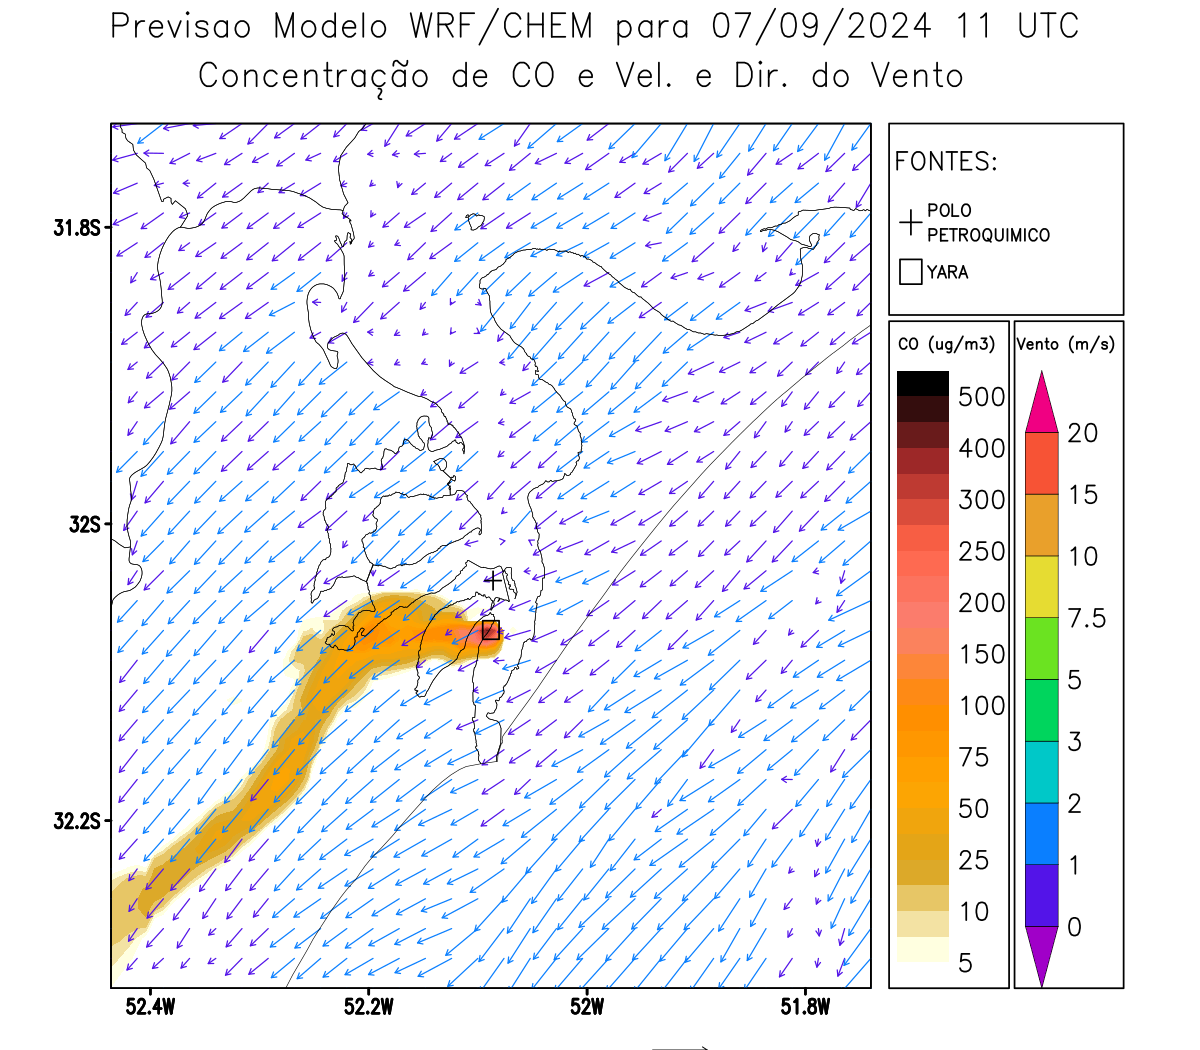 Previsao Modelo WRF/CHEM para 07/09/2024 11 UTC
Concentração de CO e Vel. e Dir. do Vento
FONTES:
POLO
PETROQUIMICO
YARA
CO (ug/m3)
500
400
300
250
200
150
100
75
50
25
10
5
Vento (m/s)
20
15
10
7.5
5
3
2
1
0
31.8S
32S
32.2S
52.4W
52.2W
52W
51.8W